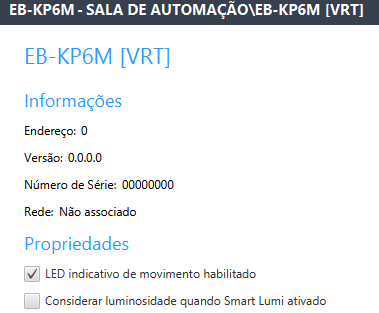 EB-KP6M - SALA DE AUTOMAÇÃO\EB-KP6M [VRT]
EB-KP6M [VRT]
Informações
Endereço: 0
Versão: 0.0.0.0
Número de Série: 00000000
Rede: Não associado
Propriedades
LED indicativo de movimento habilitado
Considerar luminosidade quando Smart Lumi ativado